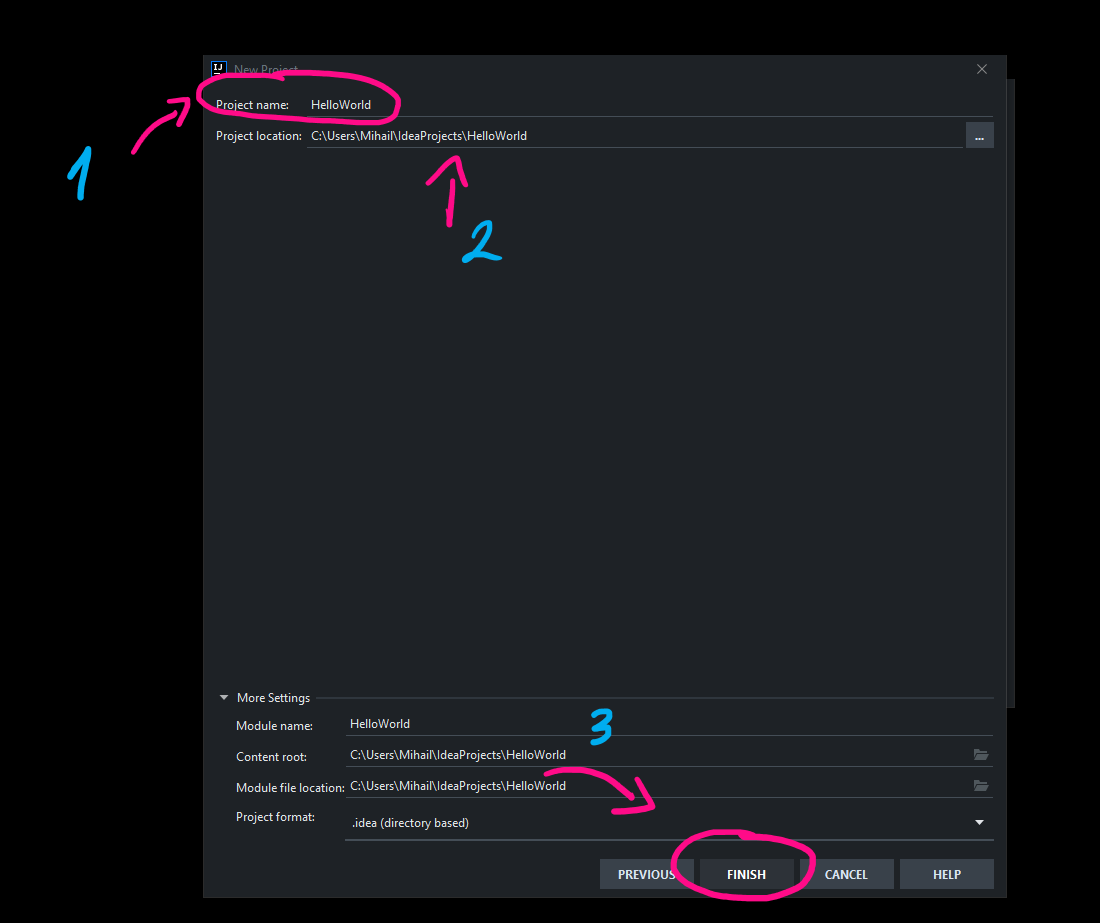 IJ New Project
Project name: HelloWorld
1
Project location: C:\Users\Mihail\IdeaProjects\HelloWorld ...
2
More Settings
Module name: HelloWorld
3
Content root: C:\Users\Mihail\IdeaProjects\HelloWorld
Module file location: C:\Users\Mihail\IdeaProjects\HelloWorld
Project format: .idea (directory based)
PREVIOUS FINISH CANCEL HELP